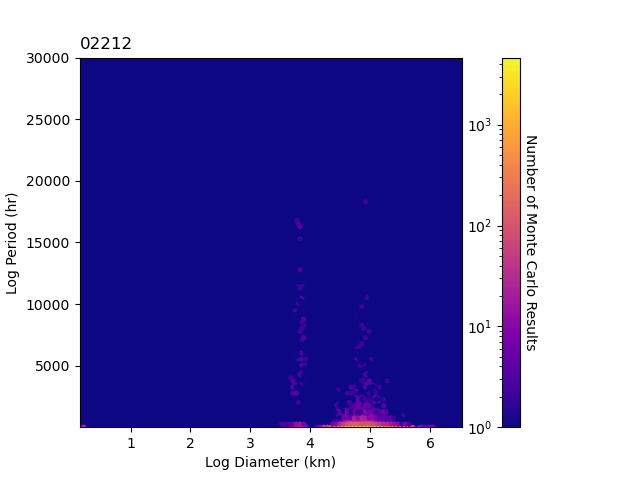 02212
30000
25000
20000
15000
10000
5000
Log Period (hr)
1 2 3 4 5 6
Log Diameter (km)
10³
10²
10¹
10⁰
Number of Monte Carlo Results